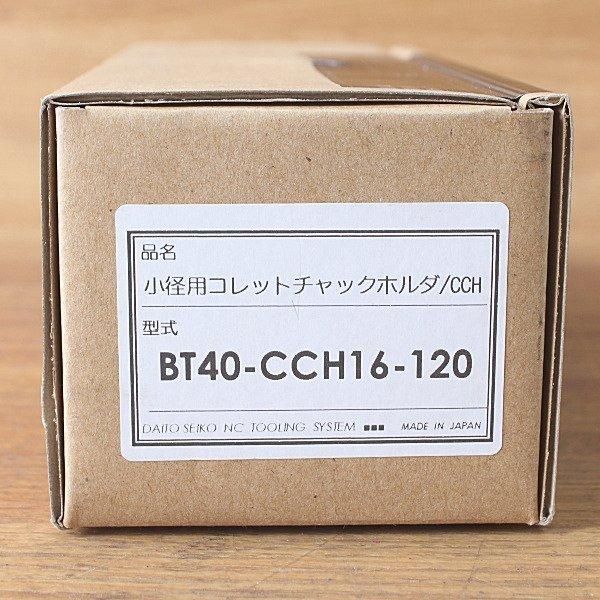 品名
小径用コレットチャックホルダ/CCH
型式
BT40-CCH16-120
DAITO SEIKO NC TOOLING SYSTEM ■■■ MADE IN JAPAN